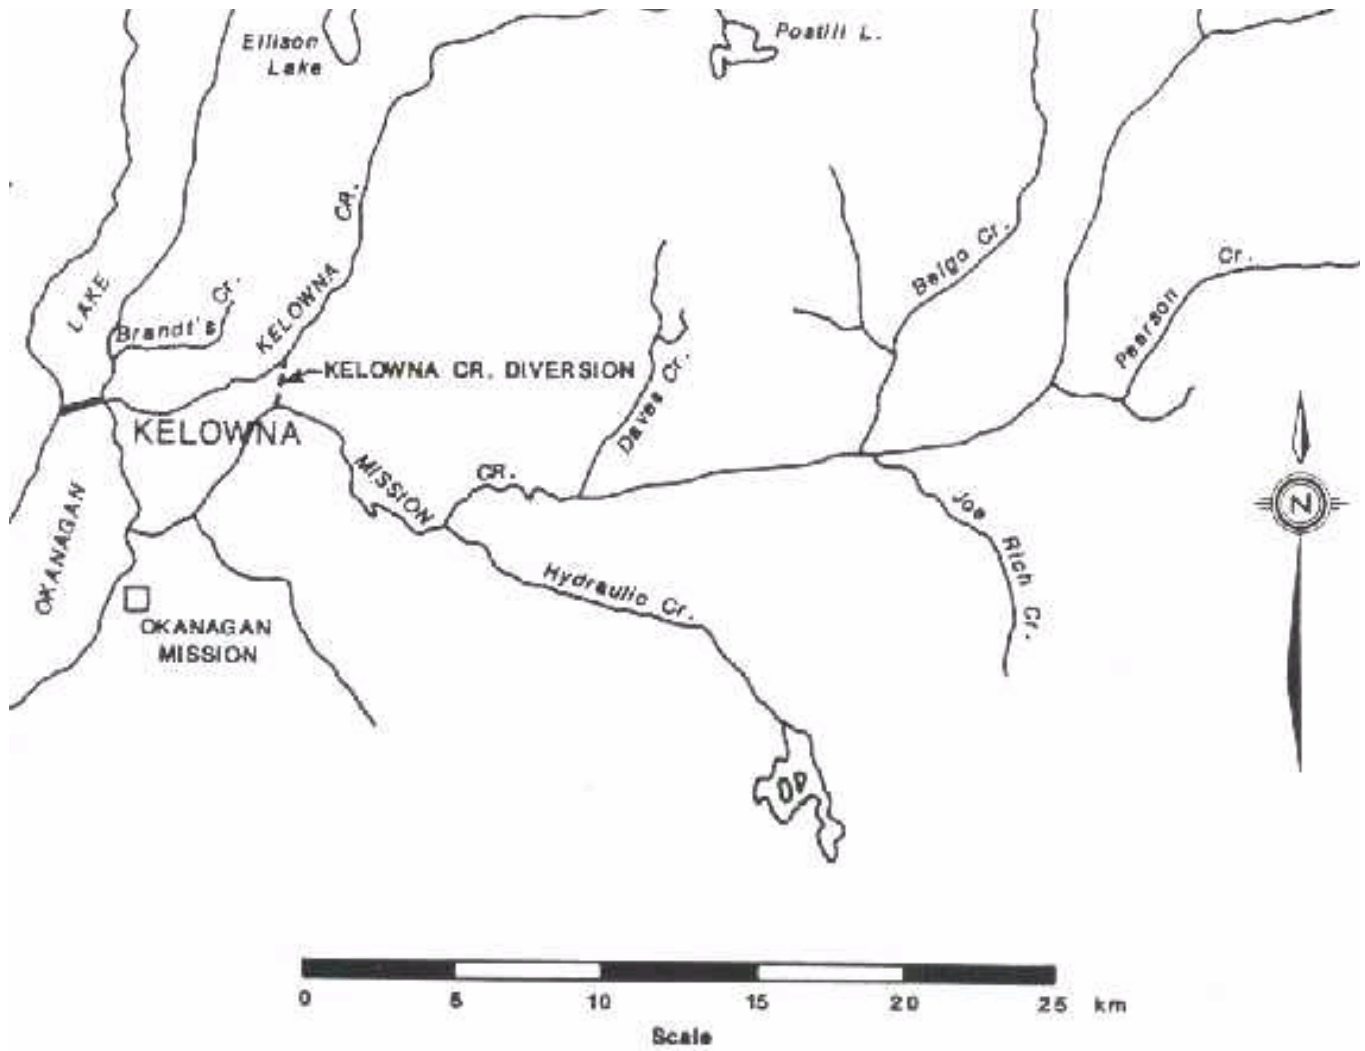 Ellison
Lake
Postill L.
CR.
Belgo Cr.
Cr.
LAKE
Cr.
Brandt's
KELOWNA
Pearson
KELOWNA CR. DIVERSION
KELOWNA
Daves Cr.
MISSION
CR.
OKANAGAN
Joe Rich Cr.
N
Hydraulic Cr.
OKANAGAN
MISSION
0 5 10 15 20 25 km
Scale